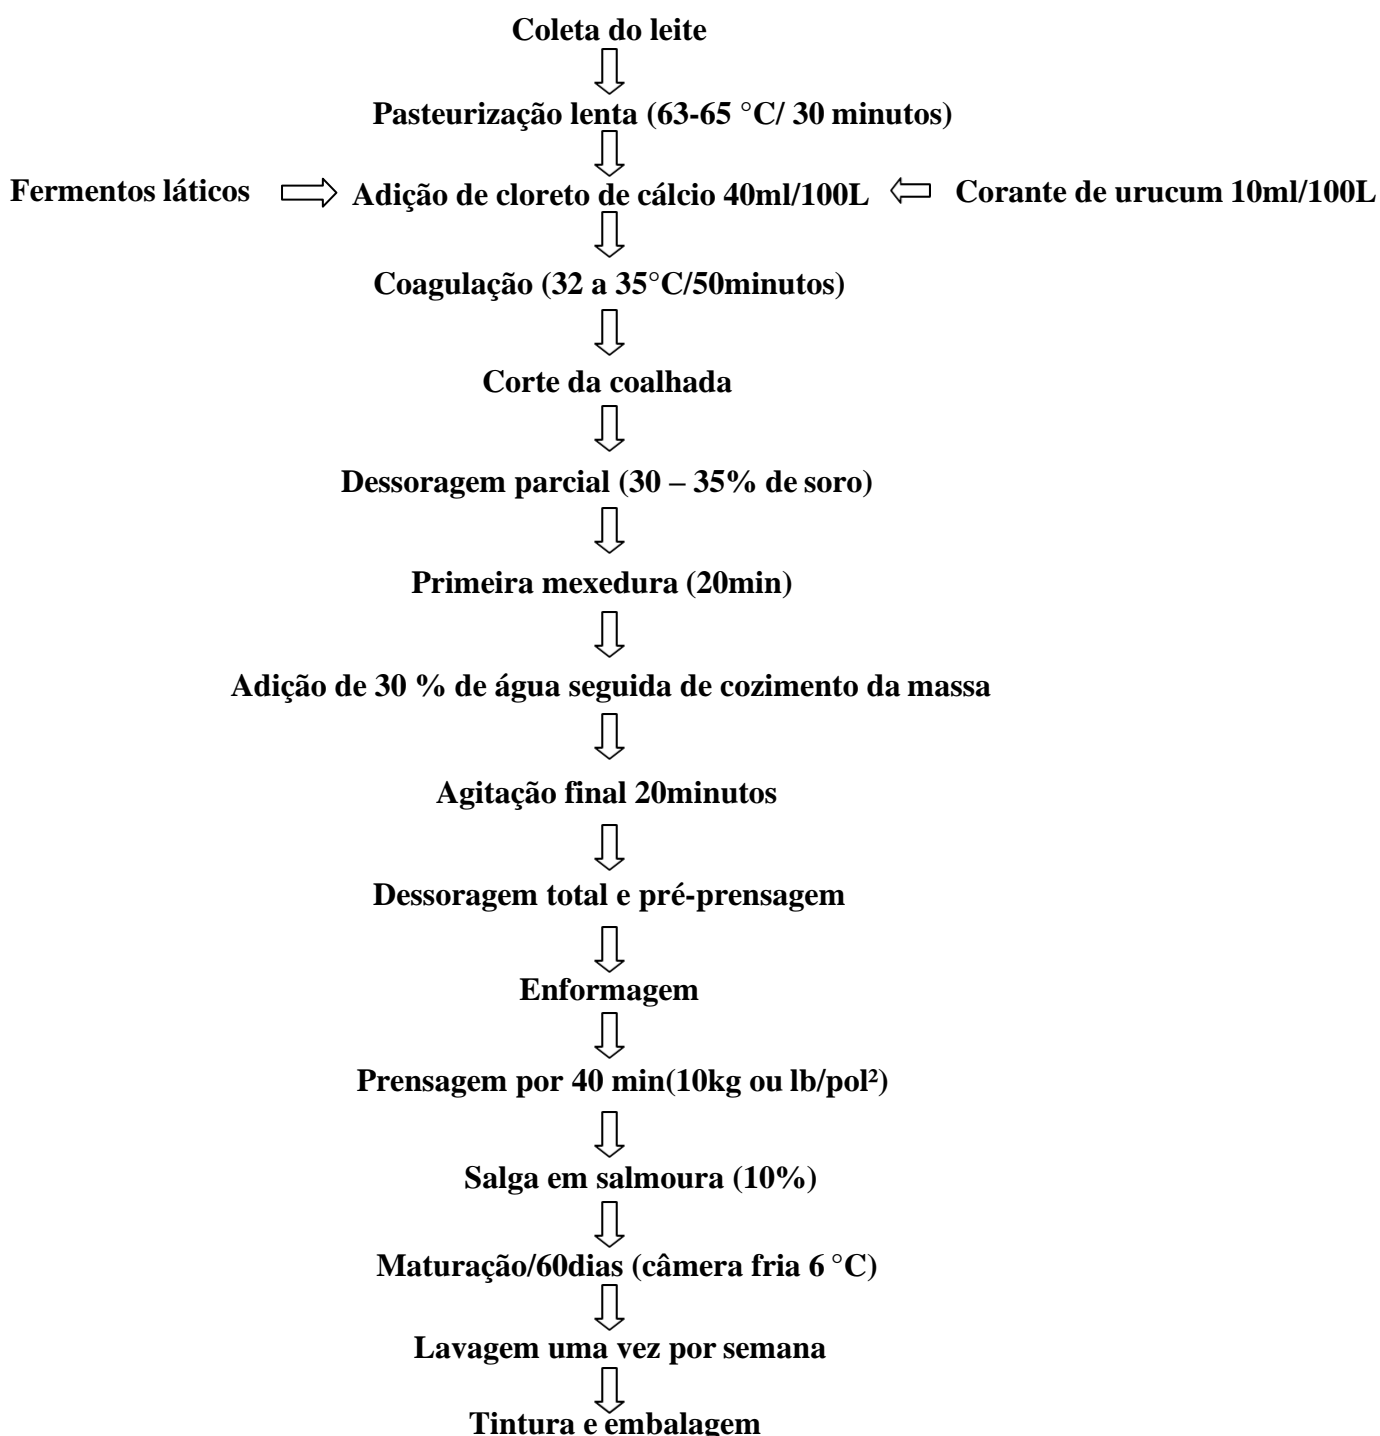 Coleta do leite
Pasteurização lenta (63-65 °C/ 30 minutos)
Fermentos láticos
Adição de cloreto de cálcio 40ml/100L
Corante de urucum 10ml/100L
Coagulação (32 a 35°C/50minutos)
Corte da coalhada
Dessoragem parcial (30 – 35% de soro)
Primeira mexedura (20min)
Adição de 30 % de água seguida de cozimento da massa
Agitação final 20minutos
Dessoragem total e pré-prensagem
Enformagem
Prensagem por 40 min(10kg ou lb/pol²)
Salga em salmoura (10%)
Maturação/60dias (câmera fria 6 °C)
Lavagem uma vez por semana
Tintura e embalagem